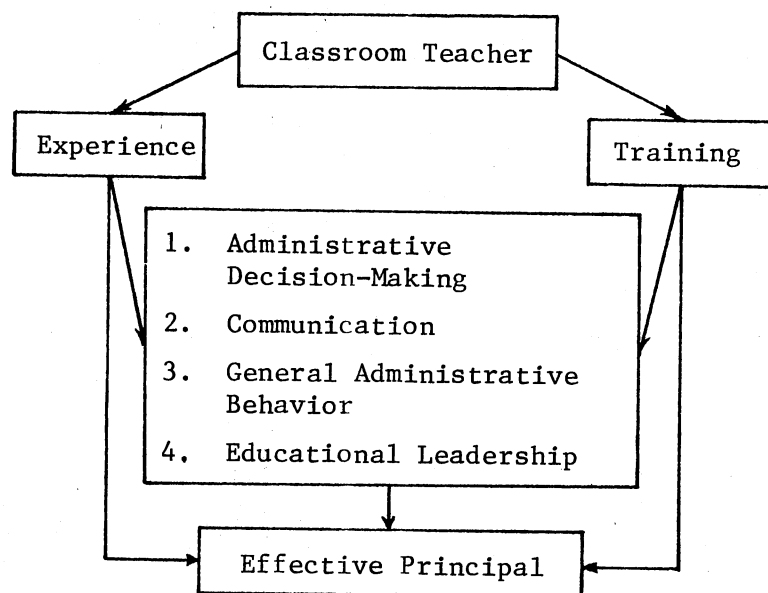 Classroom Teacher
Experience
Training
1. Administrative
Decision-Making
2. Communication
3. General Administrative
Behavior
4. Educational Leadership
Effective Principal